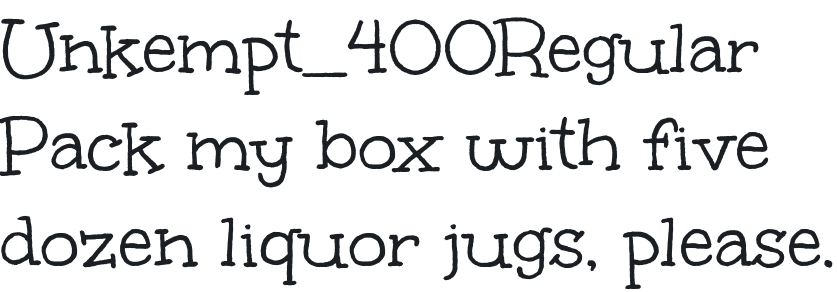 Unkempt_400Regular
Pack my box with five
dozen liquor jugs, please.